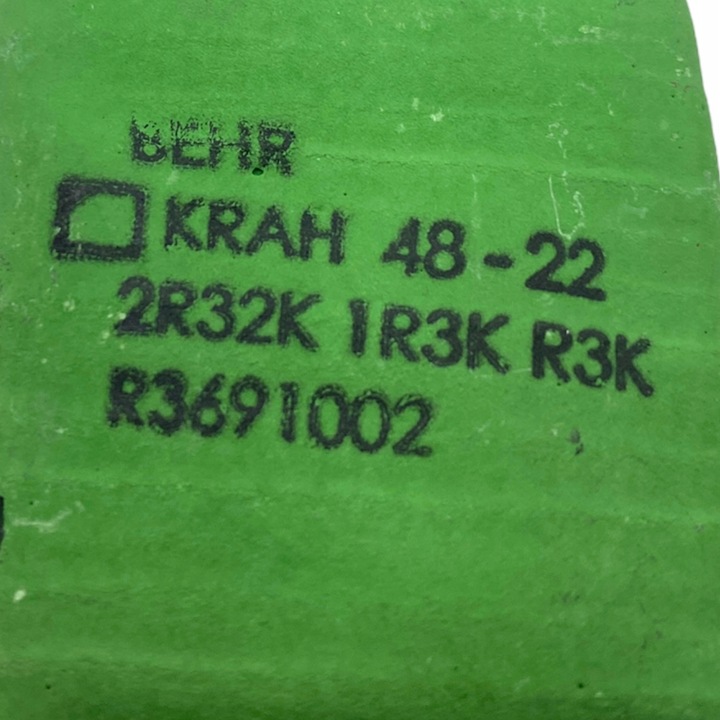 BEHR
KRAH 48-22
2R32K 1R3K R3K
R3691002